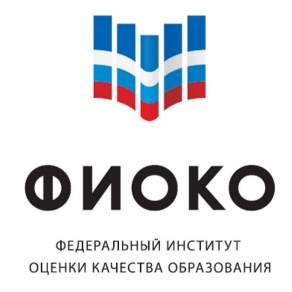 ФИОКО
ФЕДЕРАЛЬНЫЙ ИНСТИТУТ
ОЦЕНКИ КАЧЕСТВА ОБРАЗОВАНИЯ